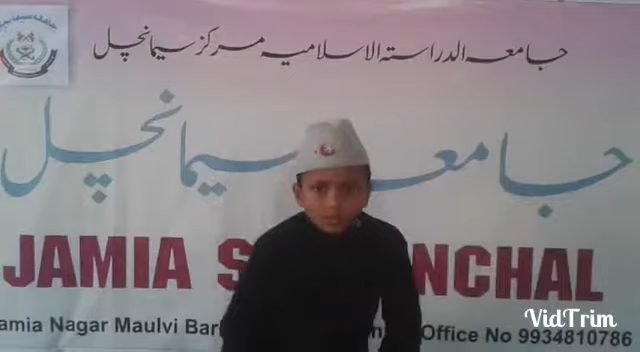 جامعہ الدراسۃ الاسلامیہ مرکز سیمانچل
جامعہ سیمانچل
JAMIA S NCHAL
amia Nagar Maulvi Bar Office No 9934810786
VidTrim